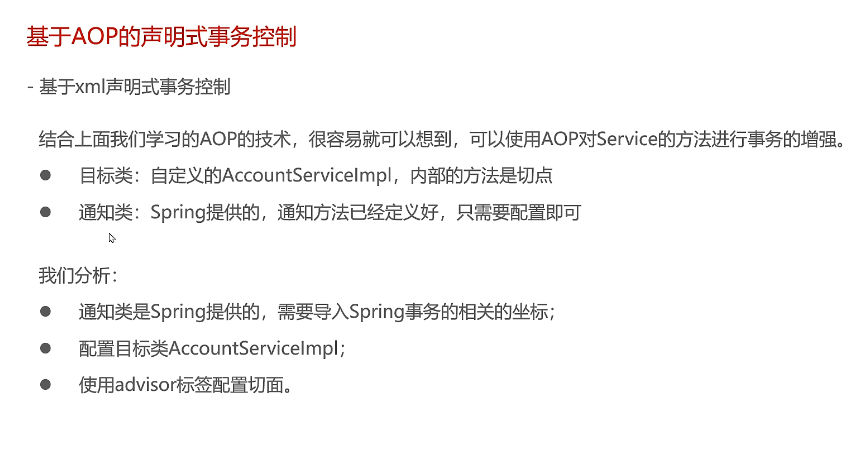 基于AOP的声明式事务控制
- 基于xml声明式事务控制
结合上面我们学习的AOP的技术，很容易就可以想到，可以使用AOP对Service的方法进行事务的增强。
● 目标类：自定义的AccountServiceImpl，内部的方法是切点
● 通知类：Spring提供的，通知方法已经定义好，只需要配置即可
我们分析：
● 通知类是Spring提供的，需要导入Spring事务的相关的坐标；
● 配置目标类AccountServiceImpl；
● 使用advisor标签配置切面。